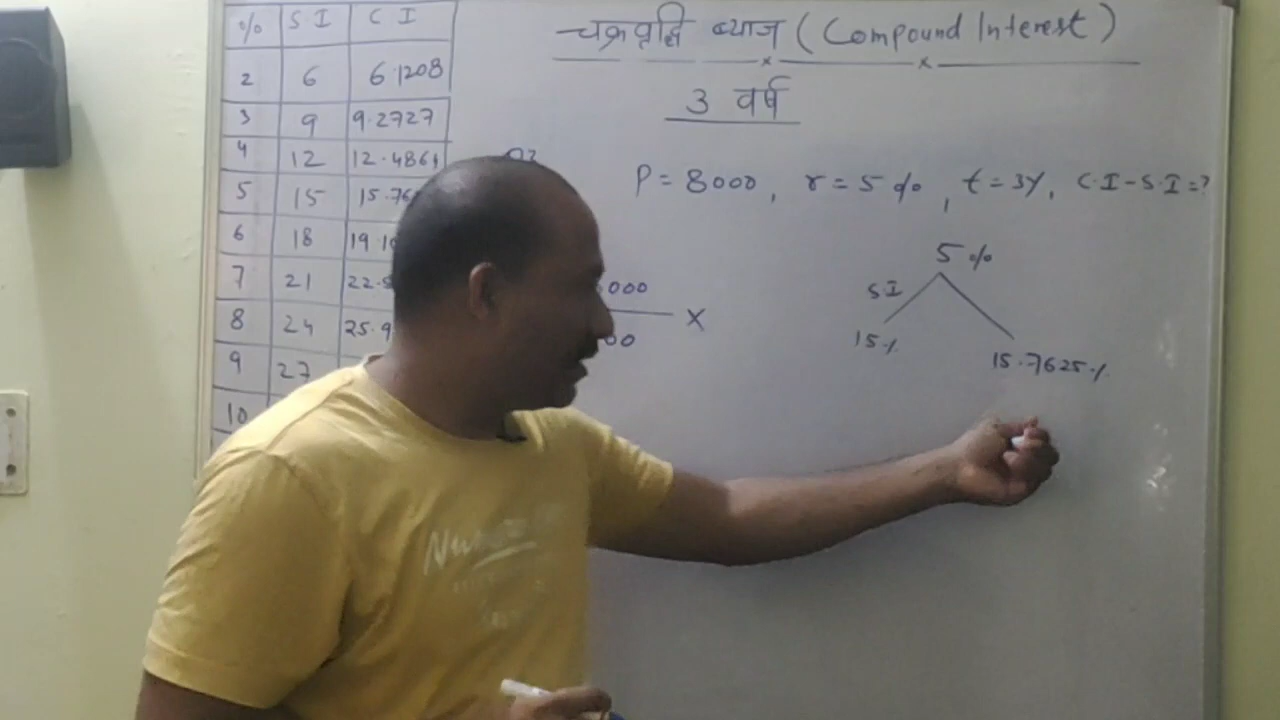 चक्रवृद्धि ब्याज ( Compound Interest )
3 वर्ष
% S I C I
2 6 6.1208
3 9 9.2727
4 12 12.4864
5 15 15.76
6 18 19.10
7 21 22.5
8 24 25.9
9 27
10
P = 8000 , r = 5 % , t = 3Y , C.I - S.I = ?
5 %
S.I
15 % 15.7625 %
000
00 X